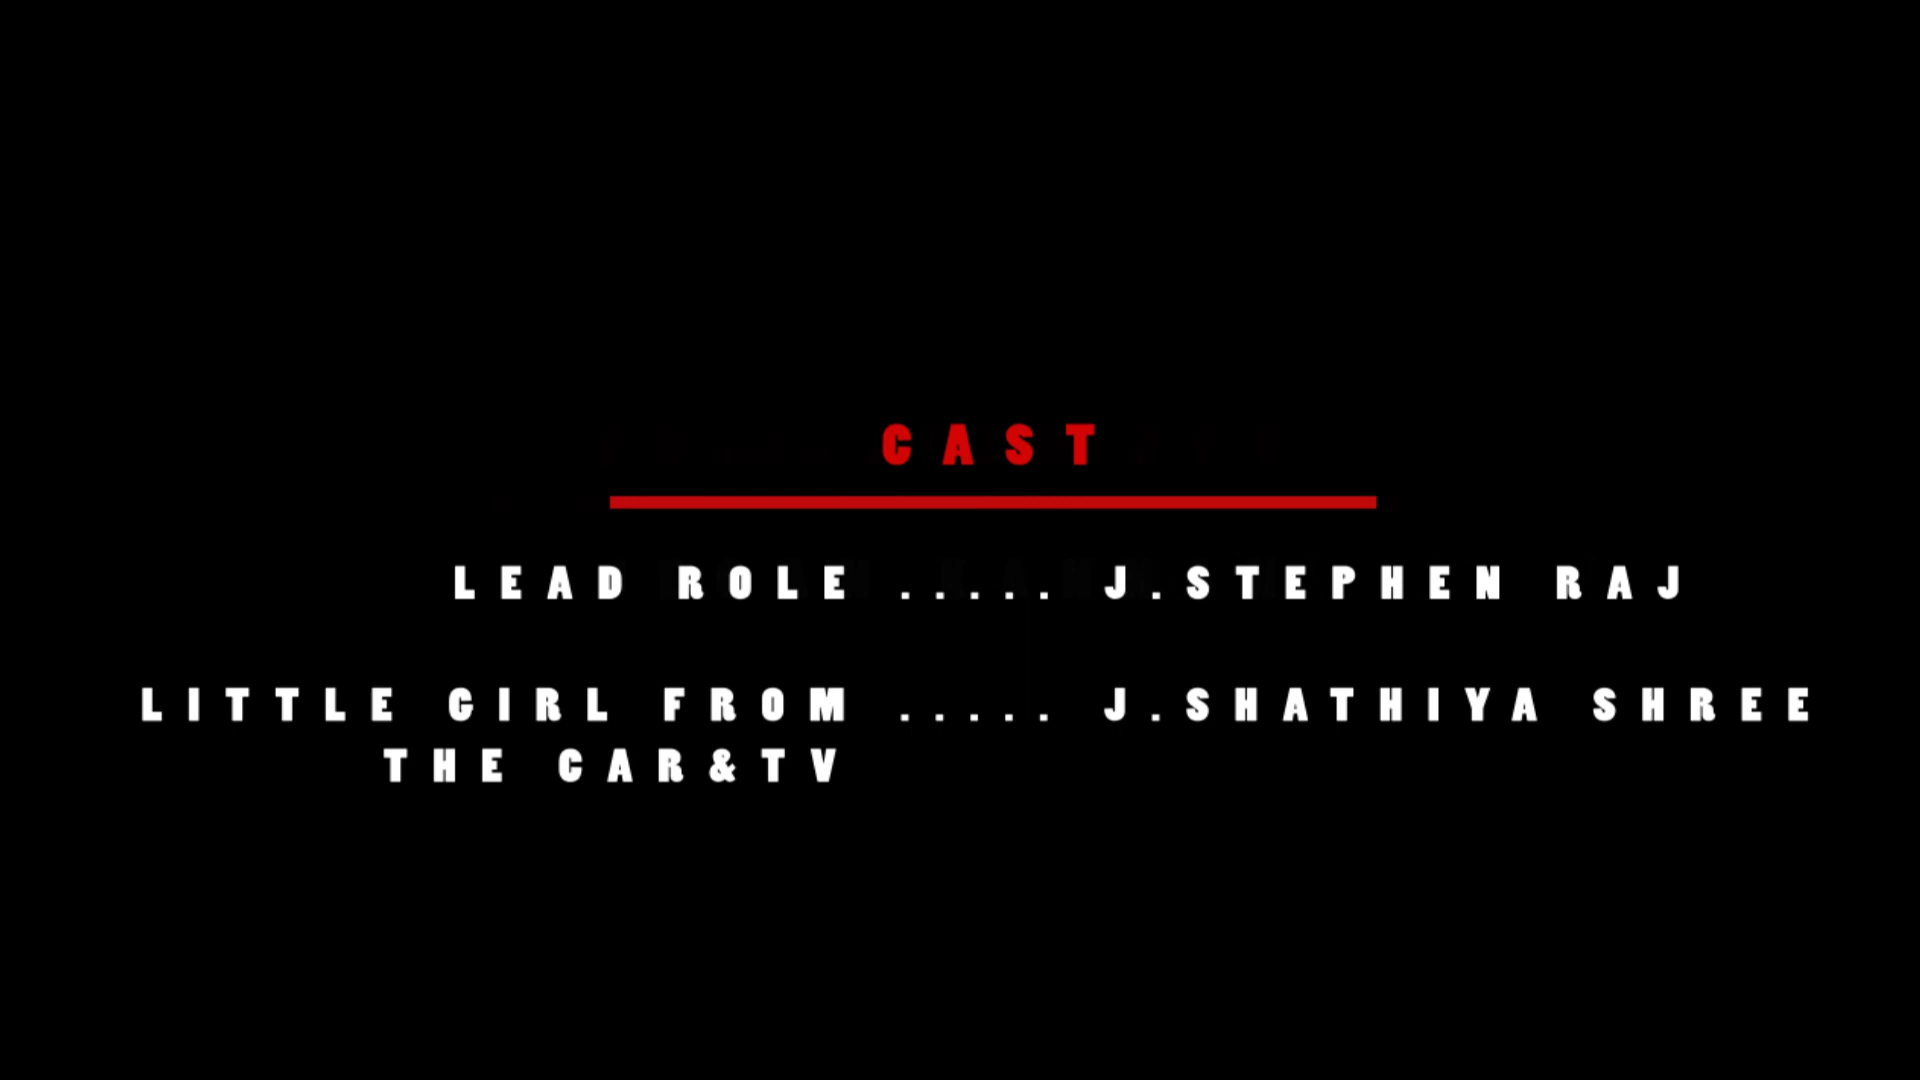 CAST
LEAD ROLE ..... J.STEPHEN RAJ
LITTLE GIRL FROM ..... J.SHATHIYA SHREE
THE CAR&TV